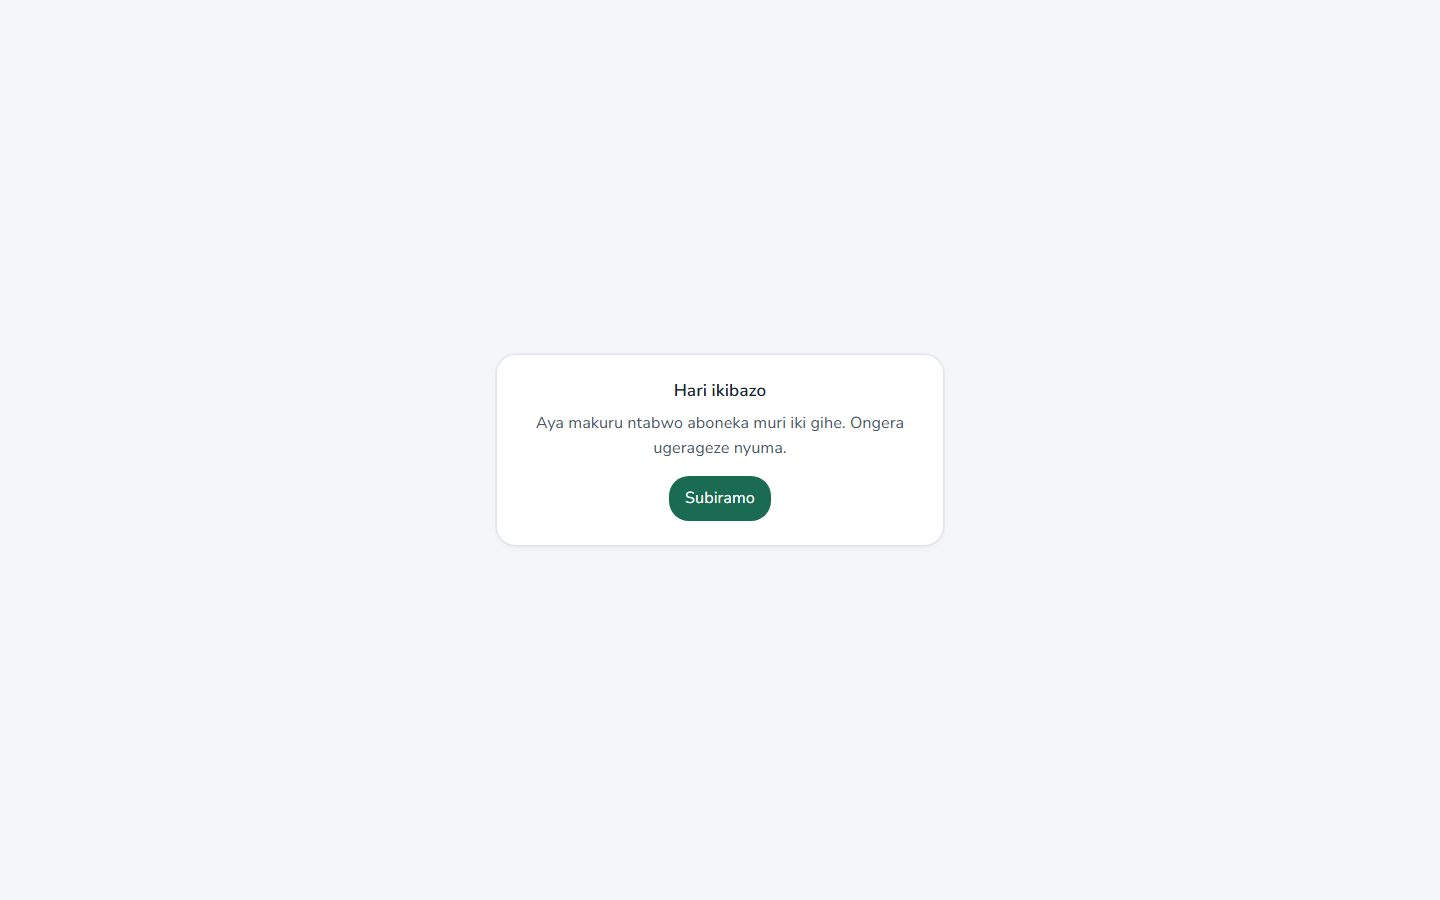 Hari ikibazo
Aya makuru ntabwo aboneka muri iki gihe. Ongera
ugerageze nyuma.
Subiramo